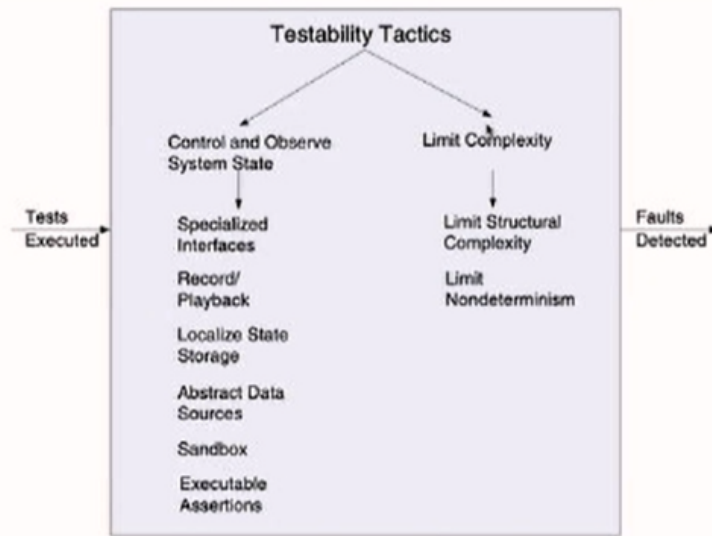 Testability Tactics
Control and Observe
System State
Limit Complexity
Tests
Executed
Specialized
Interfaces
Record/
Playback
Localize State
Storage
Abstract Data
Sources
Sandbox
Executable
Assertions
Limit Structural
Complexity
Limit
Nondeterminism
Faults
Detected